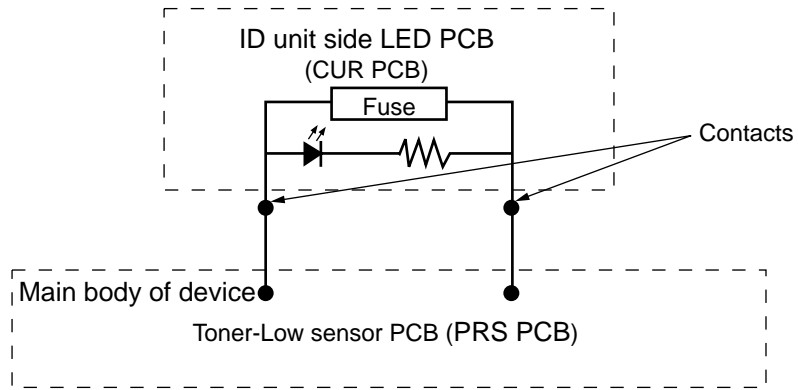 ID unit side LED PCB
(CUR PCB)
Fuse
Contacts
Main body of device
Toner-Low sensor PCB (PRS PCB)